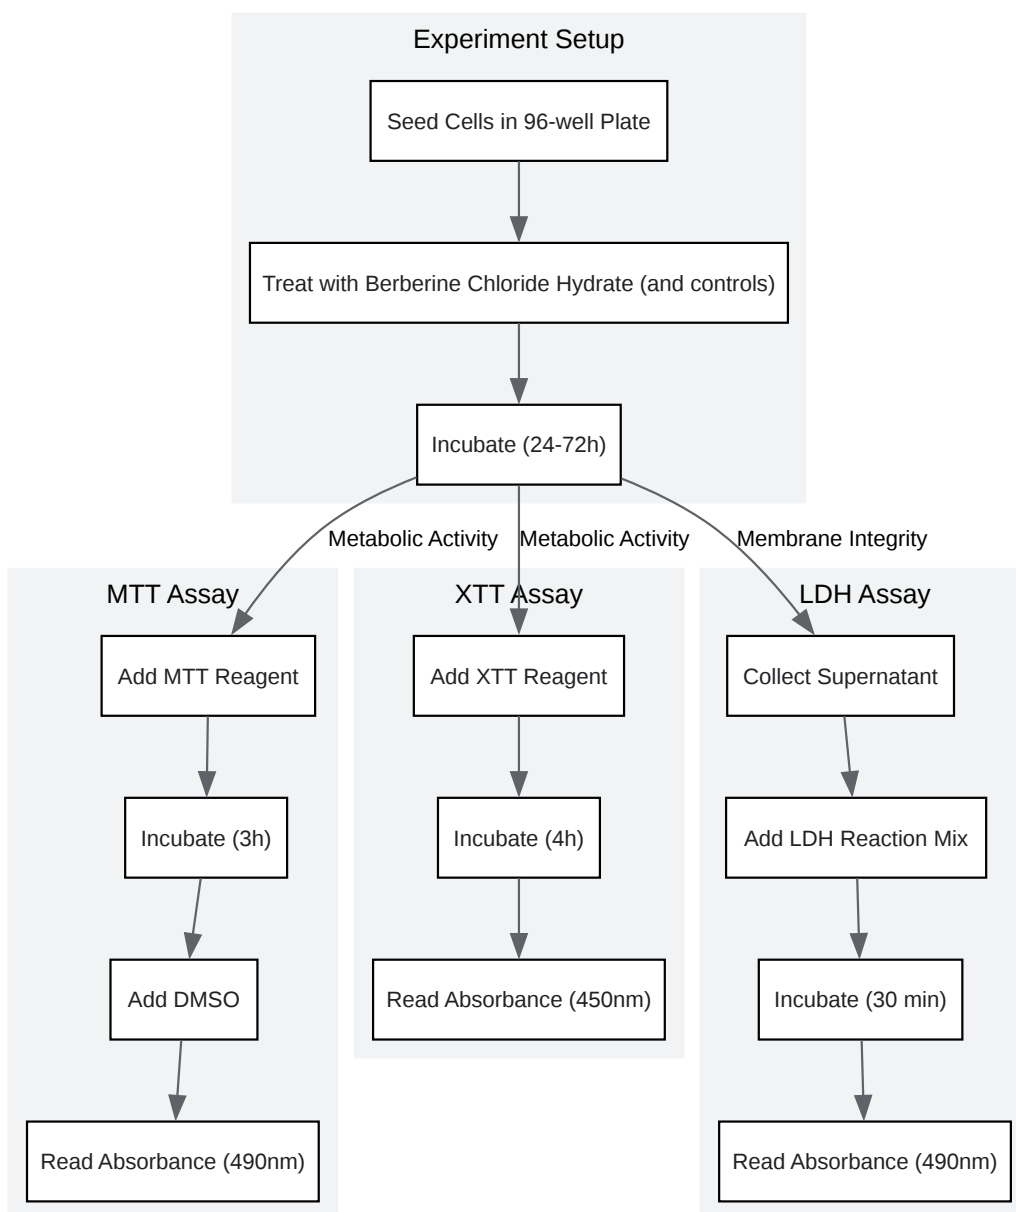 Experiment Setup
Seed Cells in 96-well Plate
Treat with Berberine Chloride Hydrate (and controls)
Incubate (24-72h)
Metabolic Activity
Metabolic Activity
Membrane Integrity
MTT Assay
Add MTT Reagent
Incubate (3h)
Add DMSO
Read Absorbance (490nm)
XTT Assay
Add XTT Reagent
Incubate (4h)
Read Absorbance (450nm)
LDH Assay
Collect Supernatant
Add LDH Reaction Mix
Incubate (30 min)
Read Absorbance (490nm)